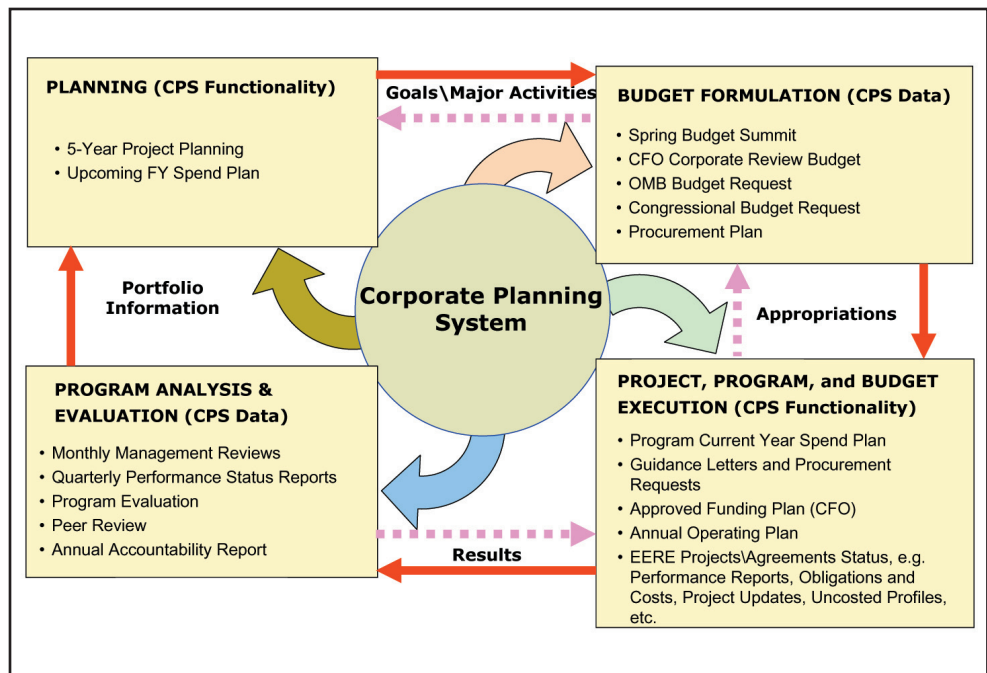 PLANNING (CPS Functionality)
• 5-Year Project Planning
• Upcoming FY Spend Plan
Goals\Major Activities
BUDGET FORMULATION (CPS Data)
• Spring Budget Summit
• CFO Corporate Review Budget
• OMB Budget Request
• Congressional Budget Request
• Procurement Plan
Portfolio
Information
Corporate Planning
System
Appropriations
PROGRAM ANALYSIS &
EVALUATION (CPS Data)
• Monthly Management Reviews
• Quarterly Performance Status Reports
• Program Evaluation
• Peer Review
• Annual Accountability Report
Results
PROJECT, PROGRAM, and BUDGET
EXECUTION (CPS Functionality)
• Program Current Year Spend Plan
• Guidance Letters and Procurement
Requests
• Approved Funding Plan (CFO)
• Annual Operating Plan
• EERE Projects\Agreements Status, e.g.
Performance Reports, Obligations and
Costs, Project Updates, Uncosted Profiles,
etc.